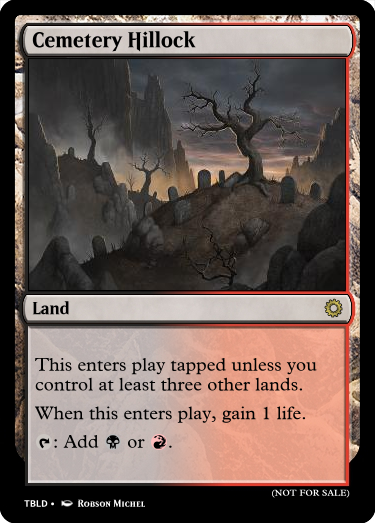 Cemetery Hillock
Land
This enters play tapped unless you
control at least three other lands.
When this enters play, gain 1 life.
: Add or .
(NOT FOR SALE)
TBLD • Robson Michel